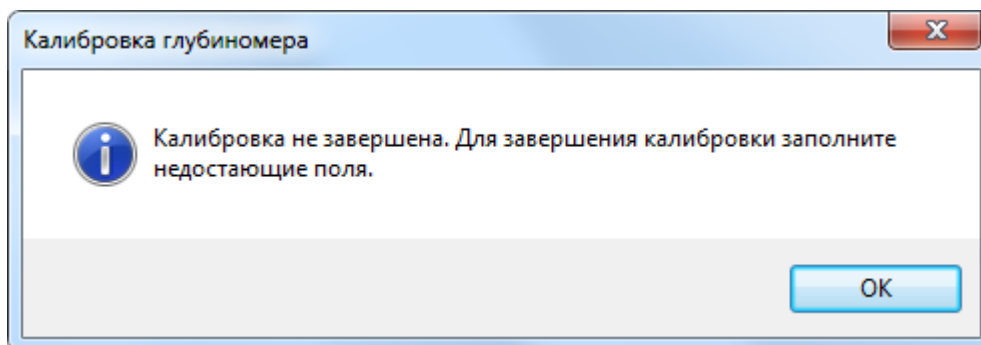 Калибровка глубиномера
Калибровка не завершена. Для завершения калибровки заполните
недостающие поля.
OK